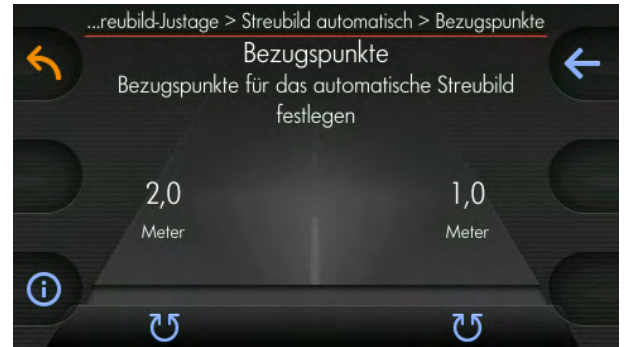 ...reubild-Justage > Streubild automatisch > Bezugspunkte
Bezugspunkte
Bezugspunkte für das automatische Streubild
festlegen
2,0
1,0
Meter
Meter